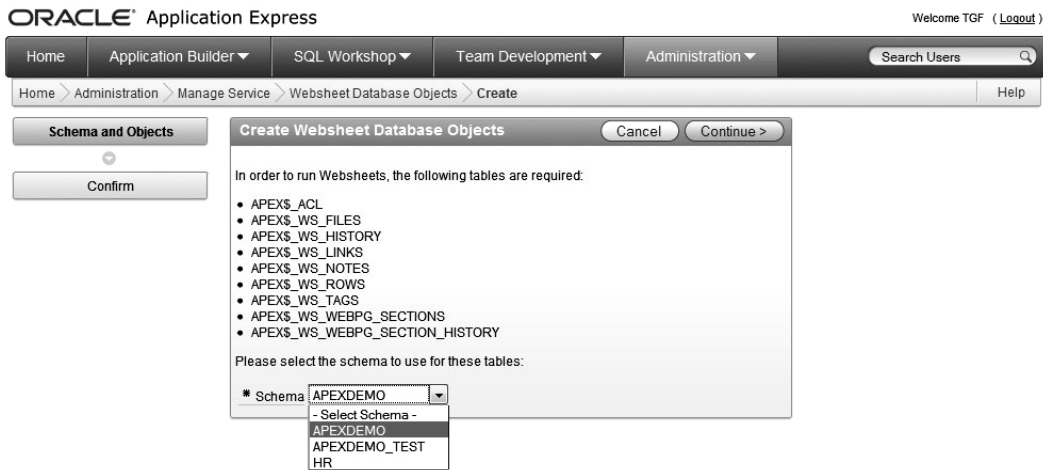 ORACLE Application Express
Welcome TGF ( Logout )
Home Application Builder SQL Workshop Team Development Administration Search Users
Home Administration Manage Service Websheet Database Objects Create Help
Schema and Objects
Confirm
Create Websheet Database Objects Cancel Continue >
In order to run Websheets, the following tables are required:
• APEX$_ACL
• APEX$_WS_FILES
• APEX$_WS_HISTORY
• APEX$_WS_LINKS
• APEX$_WS_NOTES
• APEX$_WS_ROWS
• APEX$_WS_TAGS
• APEX$_WS_WEBPG_SECTIONS
• APEX$_WS_WEBPG_SECTION_HISTORY
Please select the schema to use for these tables:
* Schema APEXDEMO
- Select Schema -
APEXDEMO
APEXDEMO_TEST
HR